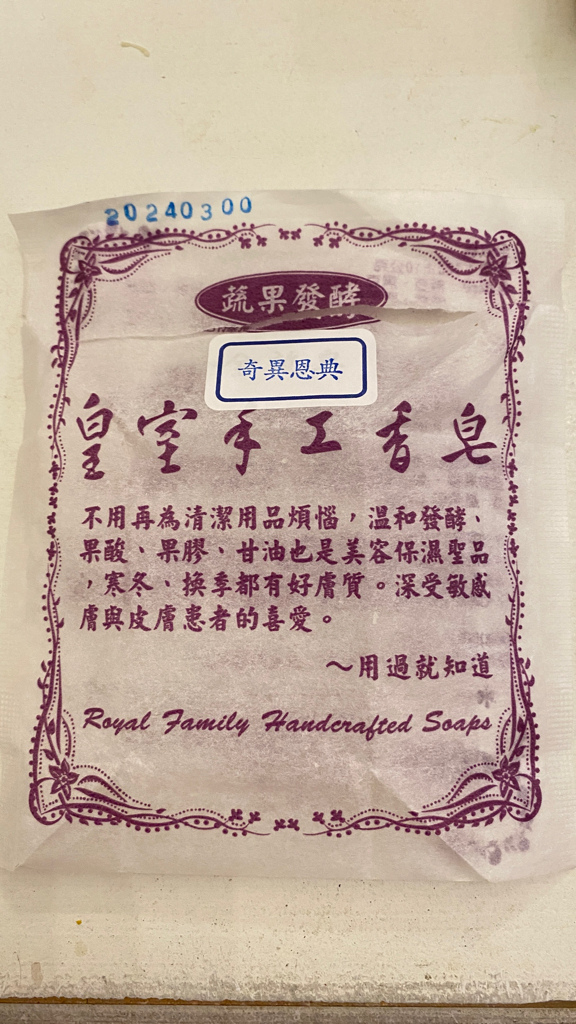 20240300
蔬果發酵
奇異恩典
皇室手工香皂
不用再為清潔用品煩惱，溫和發酵、
果酸、果膠、甘油也是美容保濕聖品
，寒冬、換季都有好膚質。深受敏感
膚與皮膚患者的喜愛。
～用過就知道
Royal Family Handcrafted Soaps